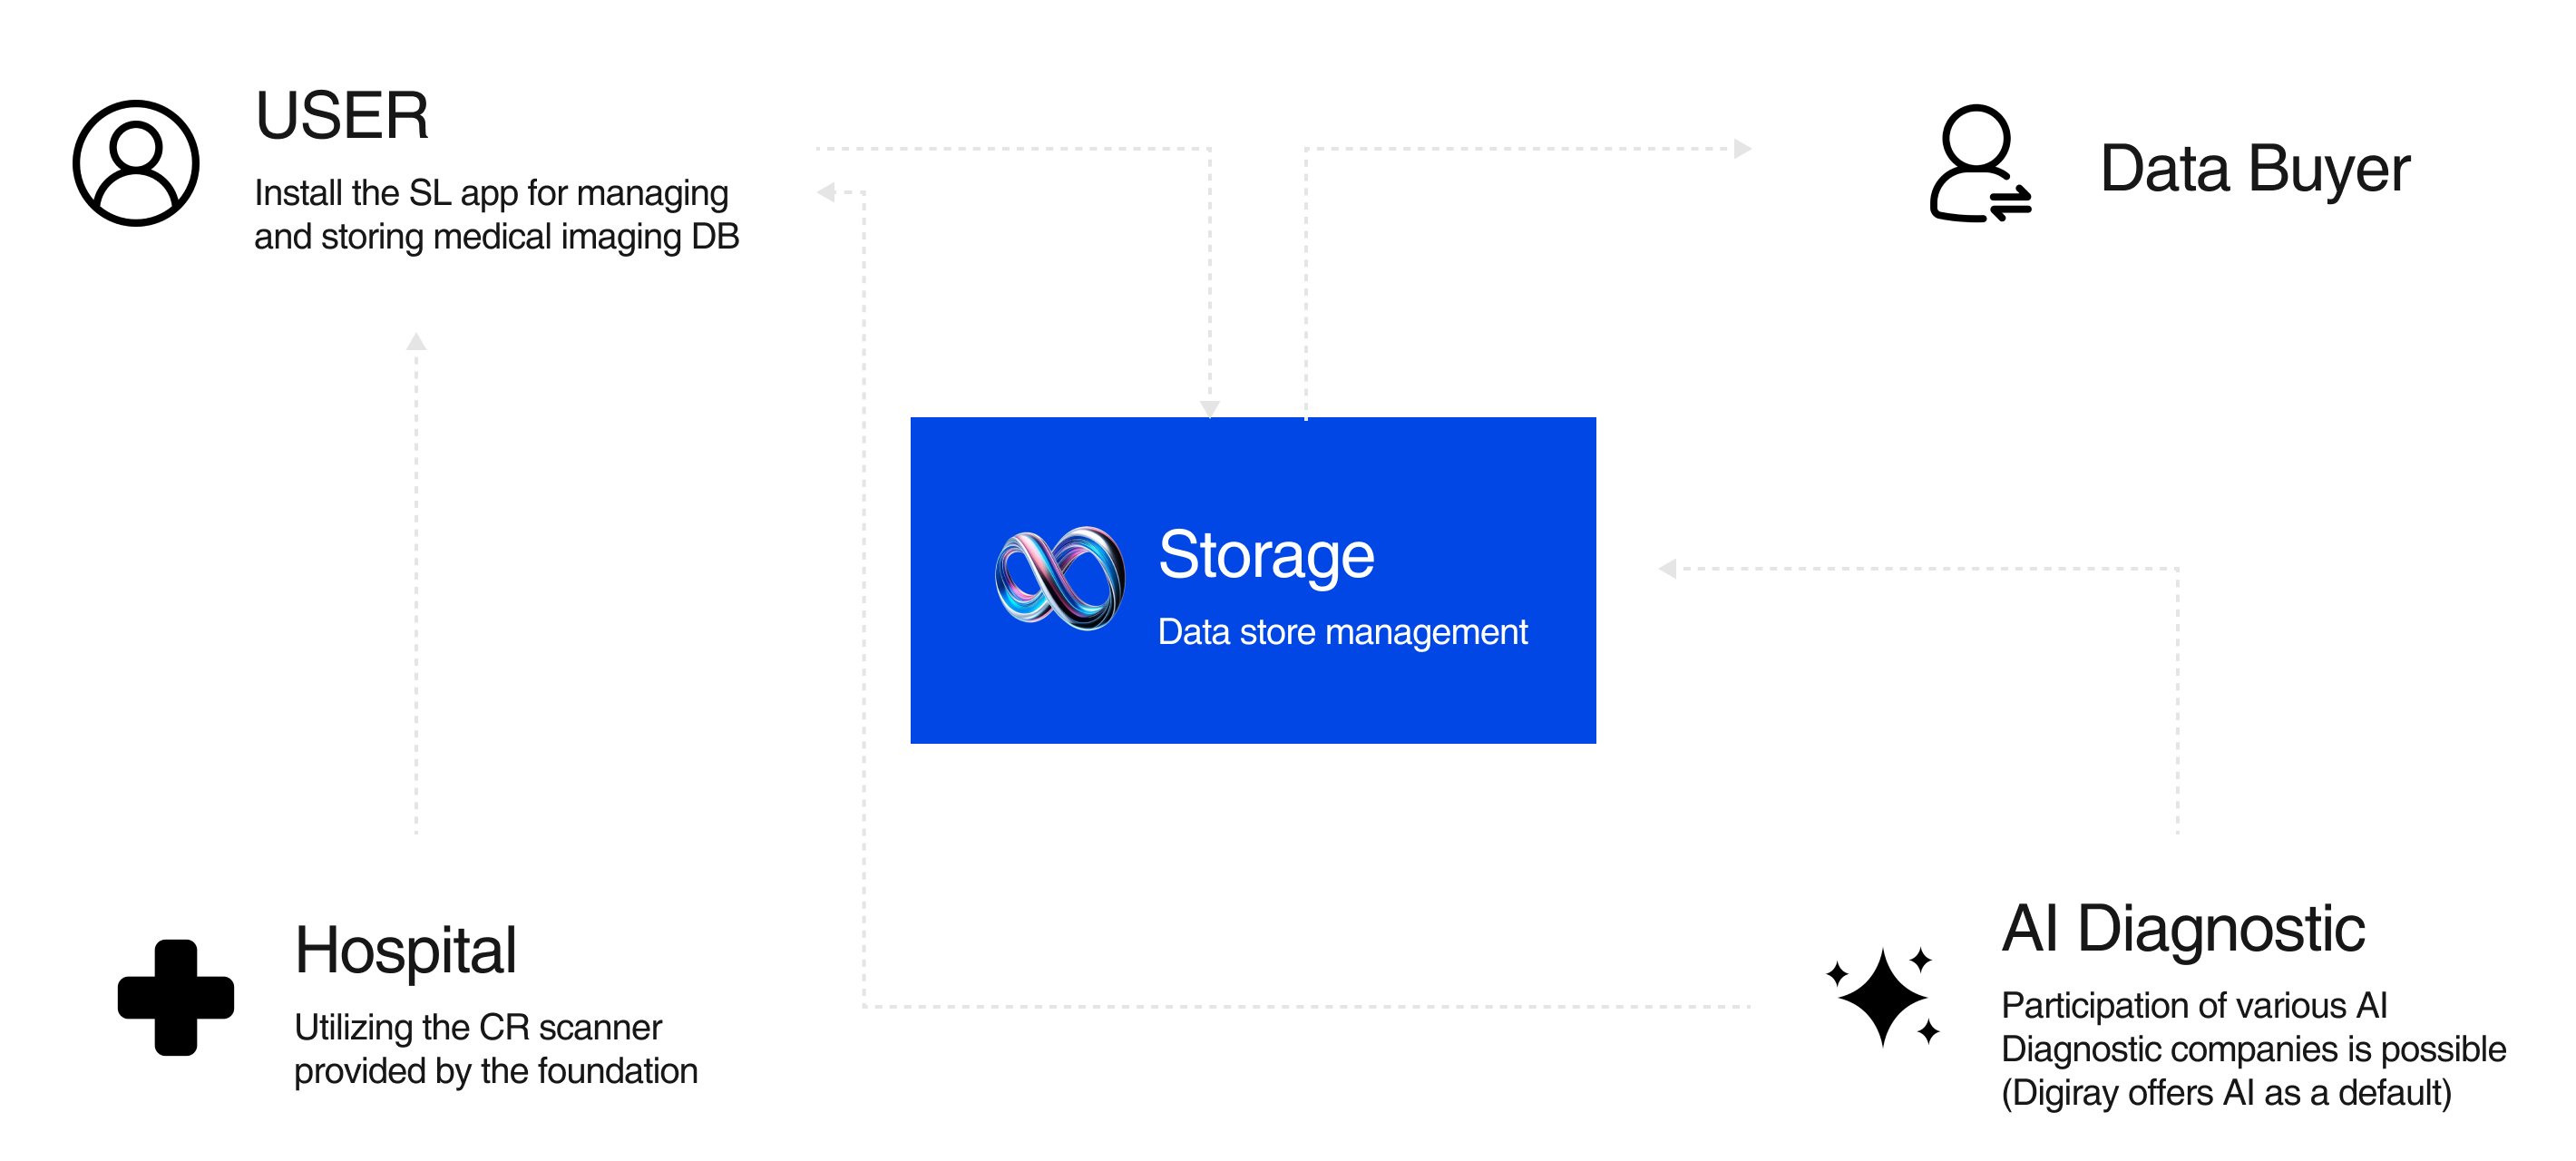 USER
Install the SL app for managing
and storing medical imaging DB
Data Buyer
Storage
Data store management
Hospital
Utilizing the CR scanner
provided by the foundation
AI Diagnostic
Participation of various AI
Diagnostic companies is possible
(Digiray offers AI as a default)